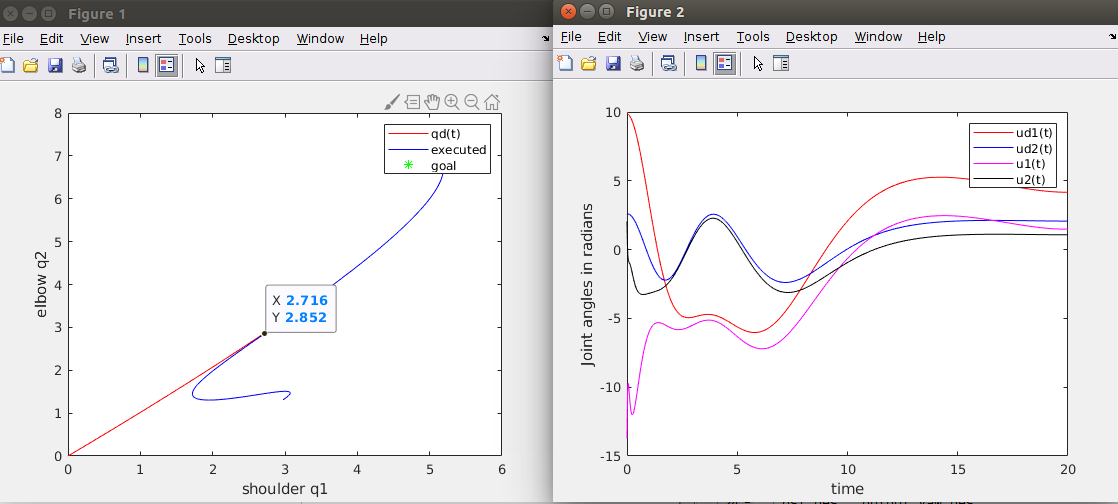 Figure 1
File Edit View Insert Tools Desktop Window Help
8
7
6
5
4
3
2
1
0
elbow q2
qd(t)
executed
goal
X 2.716
Y 2.852
0 1 2 3 4 5 6
shoulder q1
Figure 2
File Edit View Insert Tools Desktop Window Help
10
5
0
-5
-10
-15
Joint angles in radians
ud1(t)
ud2(t)
u1(t)
u2(t)
0 5 10 15 20
time